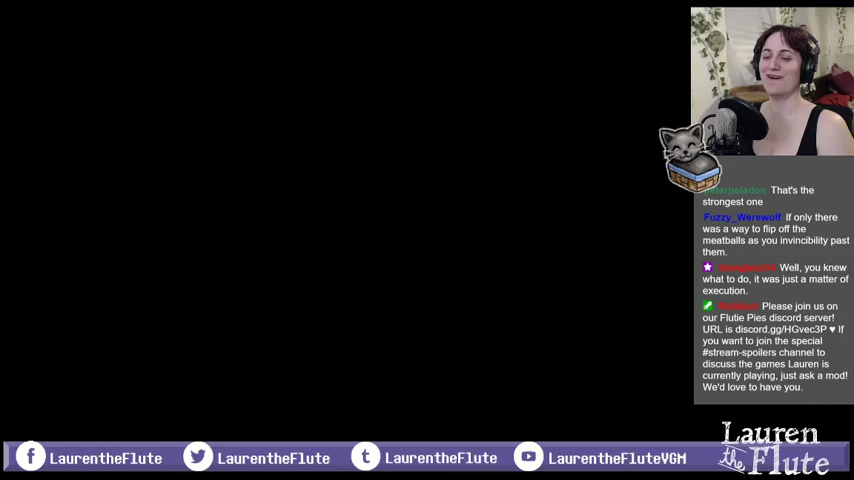 That's the
strongest one
Fuzzy_Werewolf If only there
was a way to flip off the
meatballs as you invincibility past
them.
Well, you knew
what to do, it was just a matter of
execution.
Please join us on
our Flutie Pies discord server!
URL is discord.gg/HGvec3P ♥ If
you want to join the special
#stream-spoilers channel to
discuss the games Lauren is
currently playing, just ask a mod!
We'd love to have you.
LaurentheFlute LaurentheFlute LaurentheFlute LaurentheFluteVGM
Lauren
the Flute